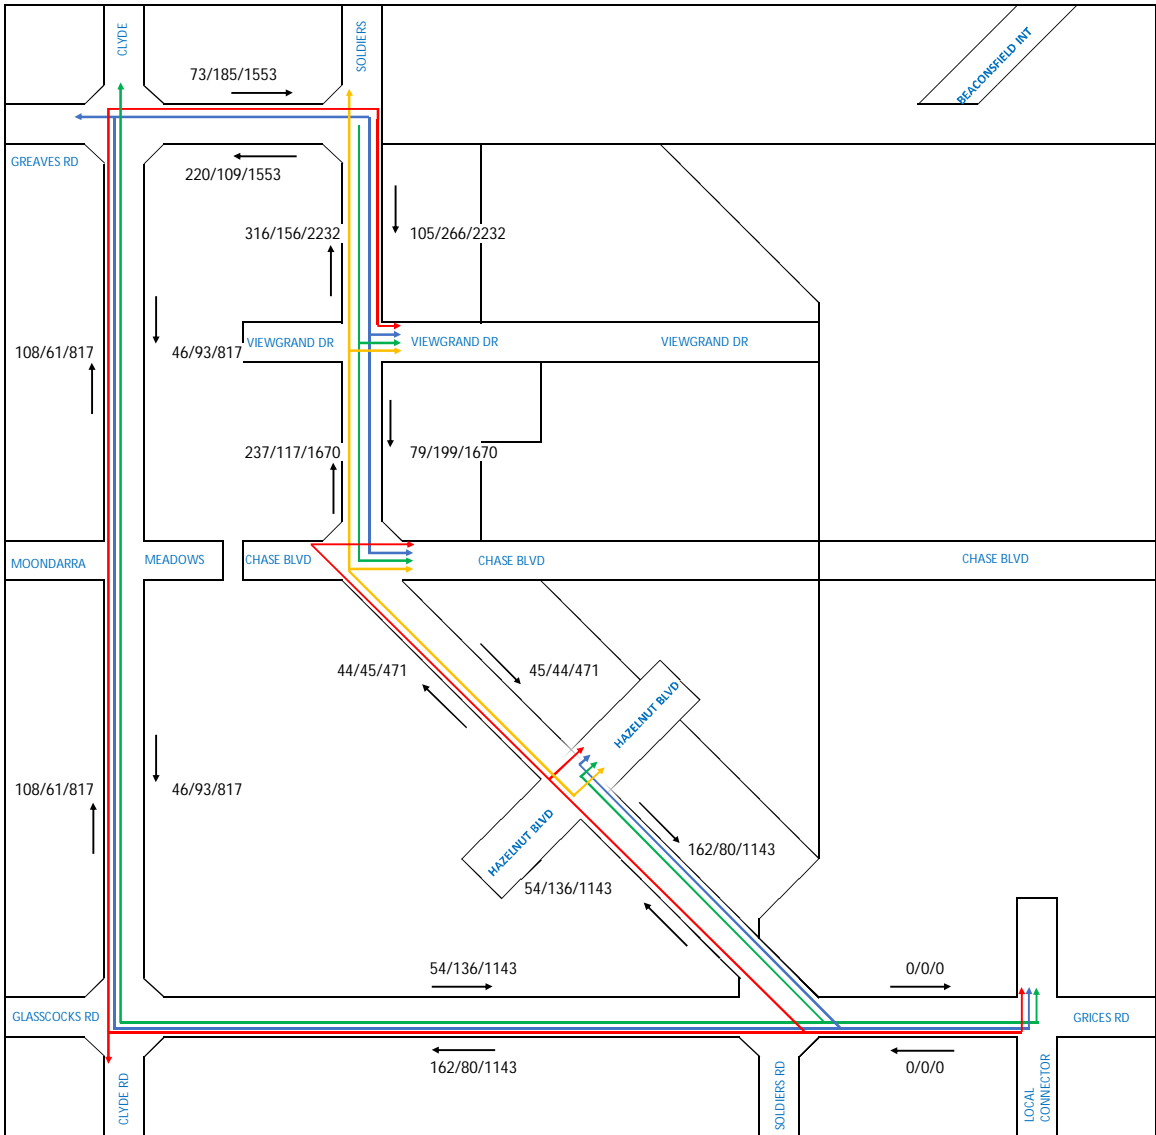 CLYDE
SOLDIERS
BEACONSFIELD INT
73/185/1553
GREAVES RD
220/109/1553
316/156/2232
105/266/2232
VIEWGRAND DR
VIEWGRAND DR
VIEWGRAND DR
108/61/817
46/93/817
237/117/1670
79/199/1670
MOONDARRA
MEADOWS
CHASE BLVD
CHASE BLVD
CHASE BLVD
44/45/471
45/44/471
HAZELNUT BLVD
108/61/817
46/93/817
HAZELNUT BLVD
162/80/1143
54/136/1143
54/136/1143
0/0/0
GLASSCOCKS RD
GRICES RD
162/80/1143
0/0/0
CLYDE RD
SOLDIERS RD
LOCAL
CONNECTOR